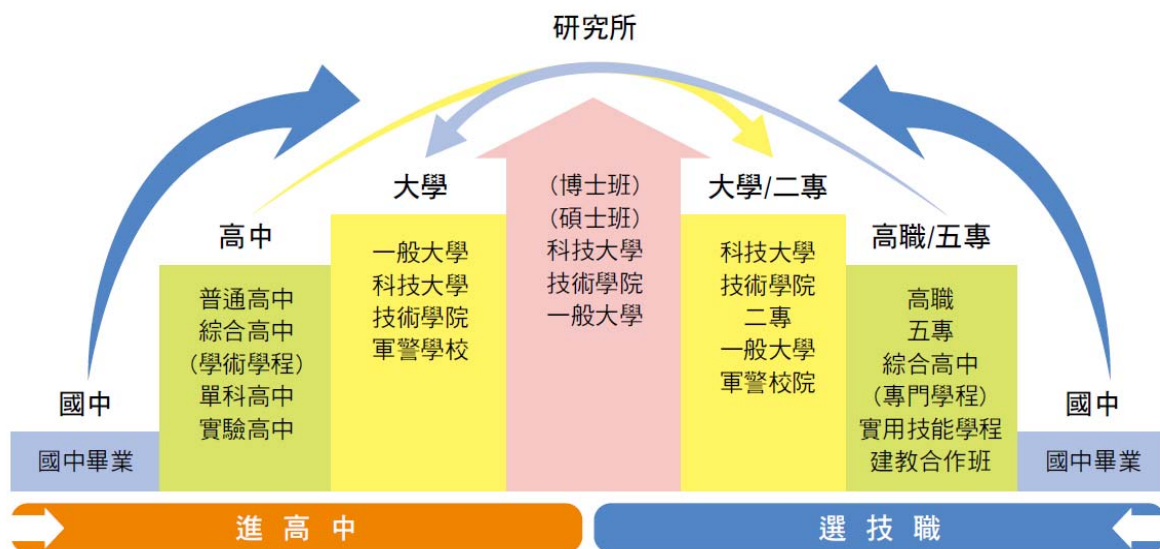 研究所
國中
國中畢業
高中
普通高中
綜合高中
(學術學程)
單科高中
實驗高中
大學
一般大學
科技大學
技術學院
軍警學校
(博士班)
(碩士班)
科技大學
技術學院
一般大學
大學/二專
科技大學
技術學院
二專
一般大學
軍警校院
高職/五專
高職
五專
綜合高中
(專門學程)
實用技能學程
建教合作班
國中
國中畢業
進高中
選技職